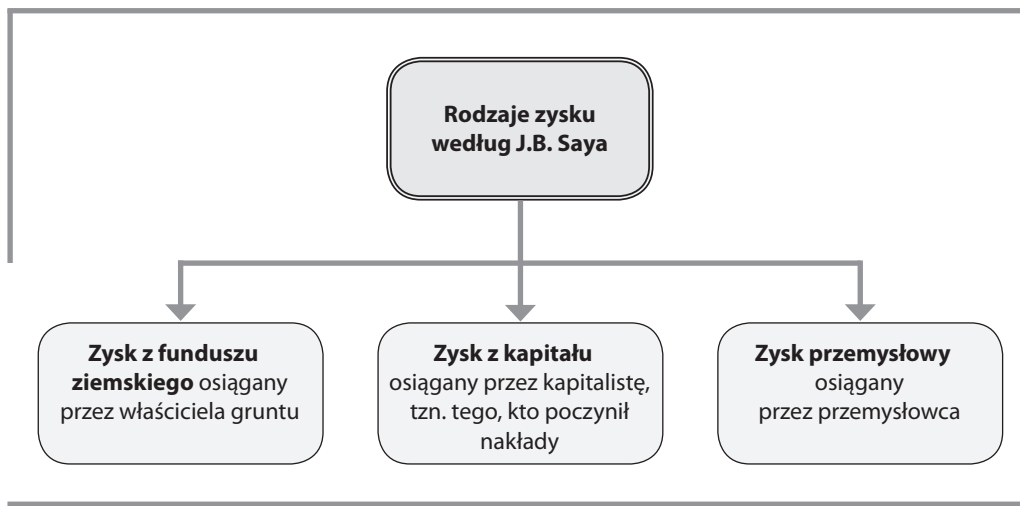 Rodzaje zysku
według J.B. Saya
Zysk z funduszu
ziemskiego osiągany
przez właściciela gruntu
Zysk z kapitału
osiągany przez kapitalistę,
tzn. tego, kto poczynił
nakłady
Zysk przemysłowy
osiągany
przez przemysłowca